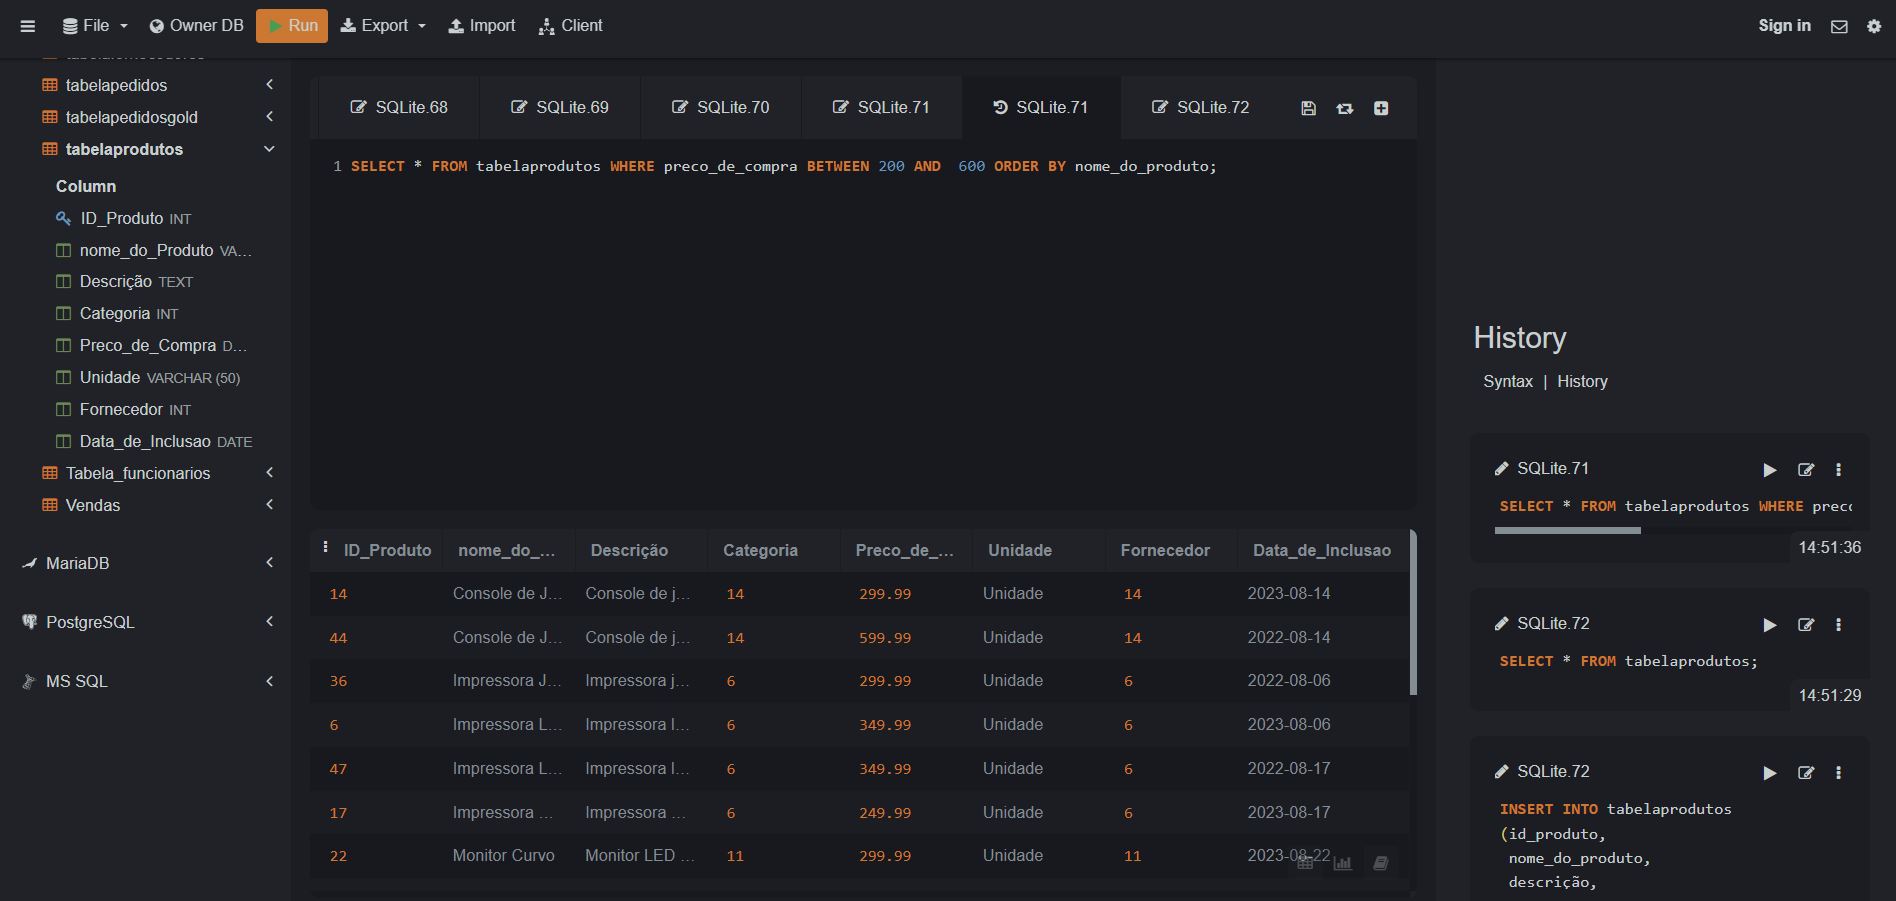 File Owner DB Run Export Import Client Sign in
tabelapedidos
tabelapedidosgold
tabelaprodutos
Column
ID_Produto INT
nome_do_Produto VA...
Descrição TEXT
Categoria INT
Preco_de_Compra D...
Unidade VARCHAR (50)
Fornecedor INT
Data_de_Inclusao DATE
Tabela_funcionarios
Vendas
MariaDB
PostgreSQL
MS SQL
SQLite.68 SQLite.69 SQLite.70 SQLite.71 SQLite.71 SQLite.72
1 SELECT * FROM tabelaprodutos WHERE preco_de_compra BETWEEN 200 AND  600 ORDER BY nome_do_produto;
ID_Produto nome_do_... Descrição Categoria Preco_de_... Unidade Fornecedor Data_de_Inclusao
14 Console de J... Console de j... 14 299.99 Unidade 14 2023-08-14
44 Console de J... Console de j... 14 599.99 Unidade 14 2022-08-14
36 Impressora J... Impressora j... 6 299.99 Unidade 6 2022-08-06
6 Impressora L... Impressora l... 6 349.99 Unidade 6 2023-08-06
47 Impressora L... Impressora l... 6 349.99 Unidade 6 2022-08-17
17 Impressora ... Impressora ... 6 249.99 Unidade 6 2023-08-17
22 Monitor Curvo Monitor LED ... 11 299.99 Unidade 11 2023-08-22
History
Syntax | History
SQLite.71
SELECT * FROM tabelaprodutos WHERE prec
14:51:36
SQLite.72
SELECT * FROM tabelaprodutos;
14:51:29
SQLite.72
INSERT INTO tabelaprodutos
(id_produto,
nome_do_produto,
descrição,